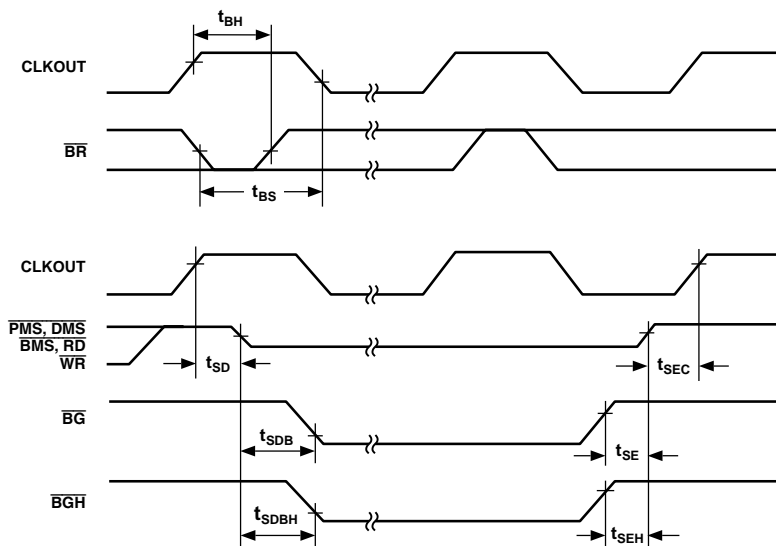 tBH
CLKOUT
BR
tBS
CLKOUT
PMS, DMS
BMS, RD
WR
tSD
tSEC
BG
tSDB
tSE
BGH
tSDBH
tSEH